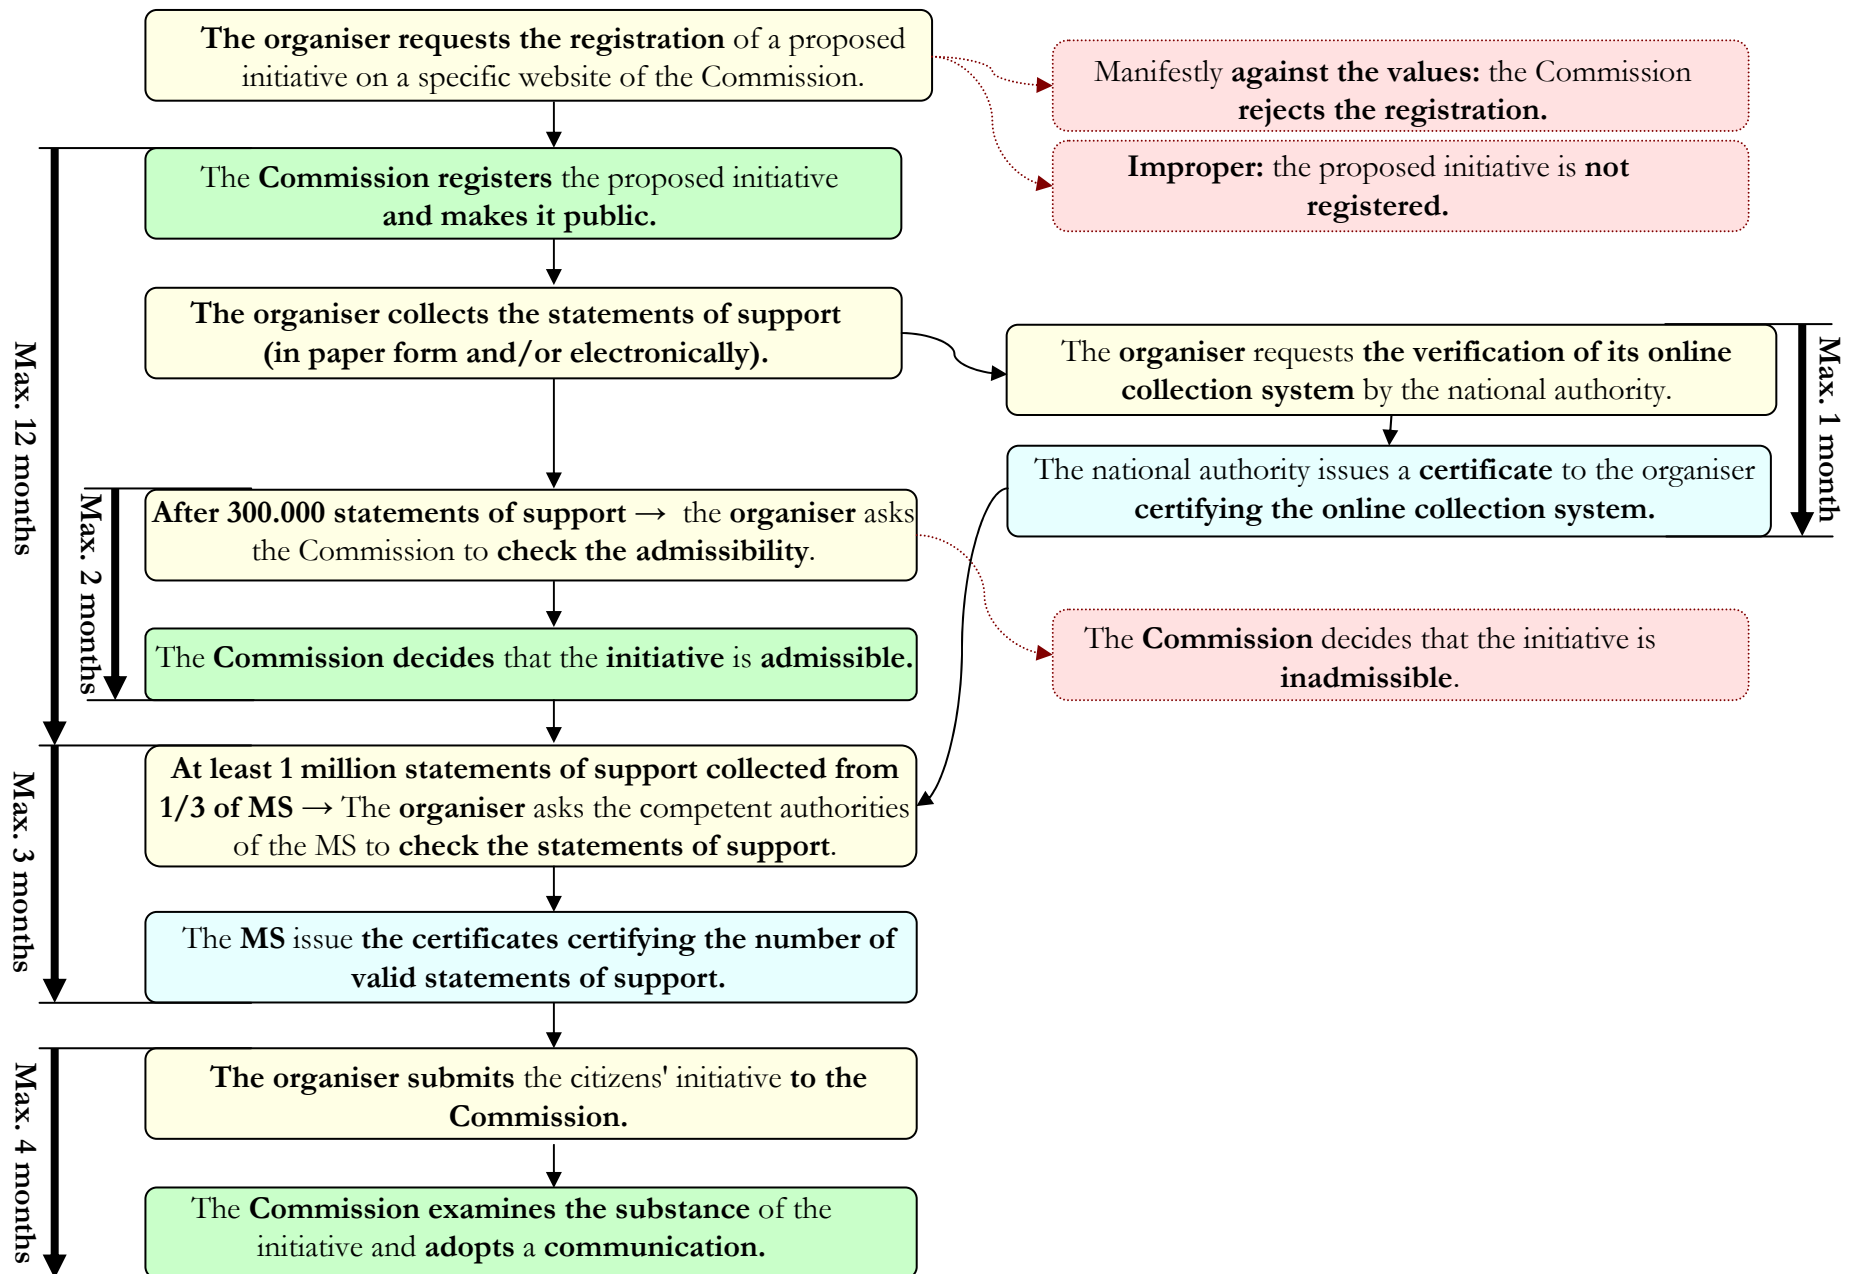 The organiser requests the registration of a proposed
initiative on a specific website of the Commission.
Manifestly against the values: the Commission
rejects the registration.
Improper: the proposed initiative is not
registered.
The Commission registers the proposed initiative
and makes it public.
The organiser collects the statements of support
(in paper form and/or electronically).
The organiser requests the verification of its online
collection system by the national authority.
Max. 1 month
The national authority issues a certificate to the organiser
certifying the online collection system.
Max. 12 months
After 300.000 statements of support → the organiser asks
the Commission to check the admissibility.
Max. 2 months
The Commission decides that the initiative is admissible.
The Commission decides that the initiative is
inadmissible.
At least 1 million statements of support collected from
1/3 of MS → The organiser asks the competent authorities
of the MS to check the statements of support.
Max. 3 months
The MS issue the certificates certifying the number of
valid statements of support.
The organiser submits the citizens' initiative to the
Commission.
Max. 4 months
The Commission examines the substance of the
initiative and adopts a communication.